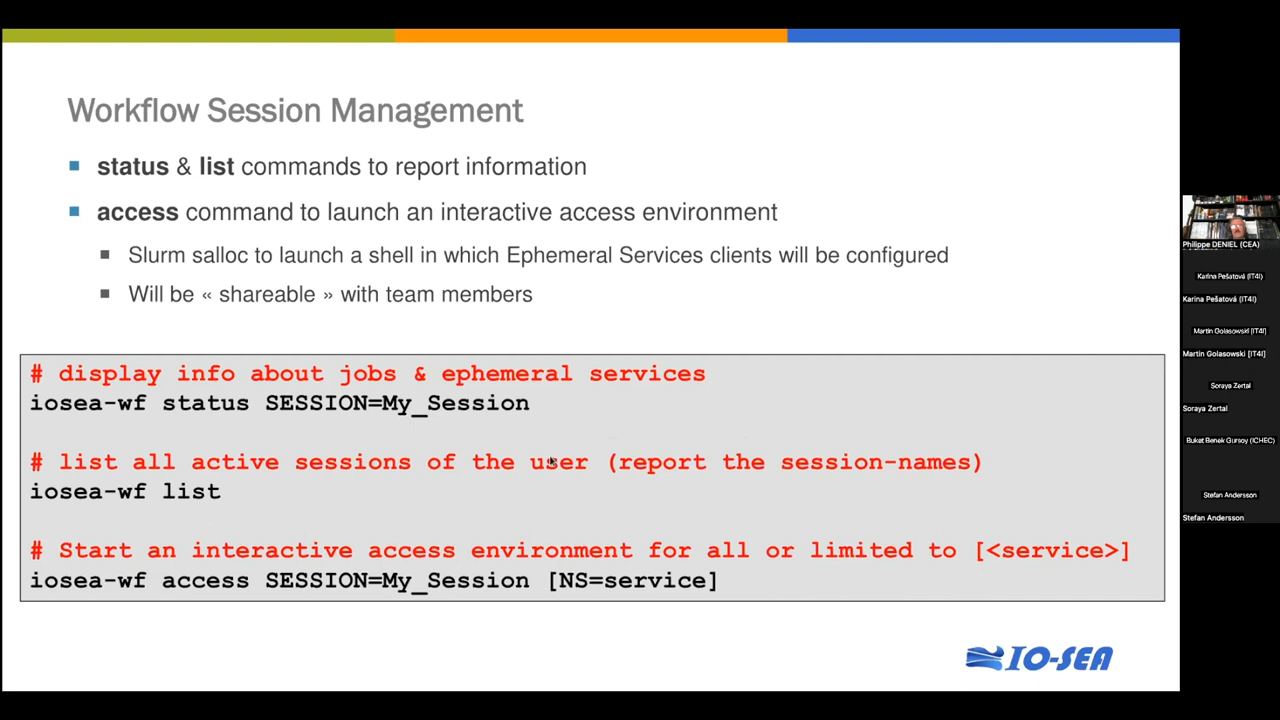 Workflow Session Management
status & list commands to report information
access command to launch an interactive access environment
Slurm salloc to launch a shell in which Ephemeral Services clients will be configured
Will be « shareable » with team members
# display info about jobs & ephemeral services
iosea-wf status SESSION=My_Session
# list all active sessions of the user (report the session-names)
iosea-wf list
# Start an interactive access environment for all or limited to [<service>]
iosea-wf access SESSION=My_Session [NS=service]
IO-SEA
Philippe DENIEL (CEA)
Karina Pešatová (IT4I)
Karina Pešatová (IT4I)
Martin Golasowski [IT4I]
Martin Golasowski [IT4I]
Soraya Zertal
Soraya Zertal
Buket Benek Gursoy (ICHEC)
Stefan Andersson
Stefan Andersson